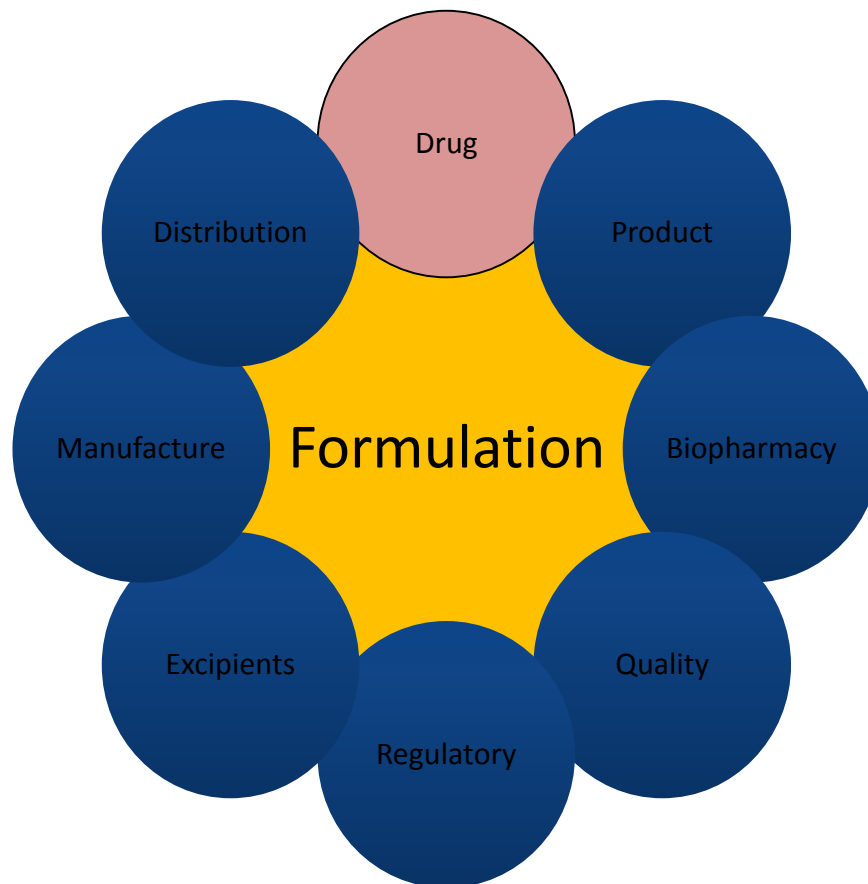 Drug
Distribution
Product
Manufacture
Formulation
Biopharmacy
Excipients
Quality
Regulatory